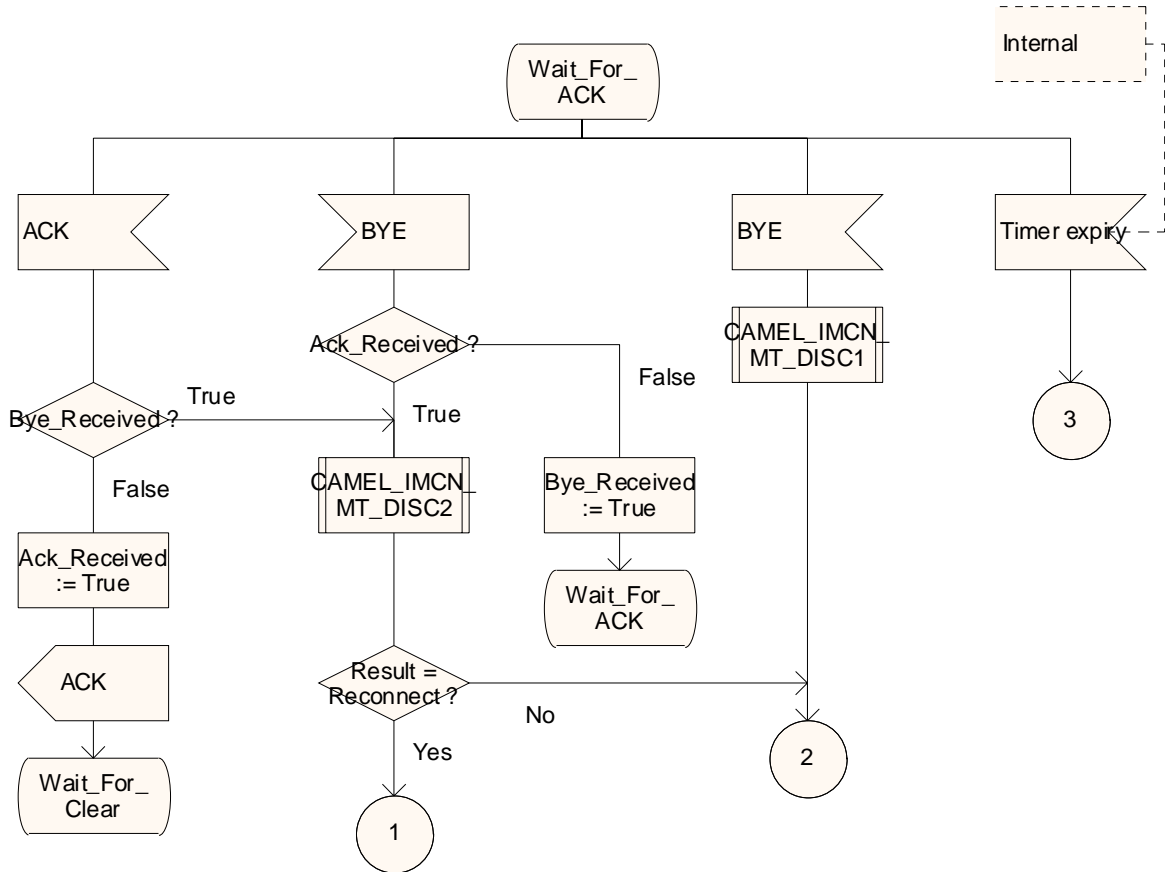 Internal
Wait_For_
ACK
ACK
BYE
BYE
Timer expiry
Ack_Received ?
CAMEL_IMCN_
MT_DISC1
False
True
True
Bye_Received ?
3
False
CAMEL_IMCN_
MT_DISC2
Bye_Received
:= True
Ack_Received
:= True
Wait_For_
ACK
ACK
Result =
Reconnect ?
No
Yes
2
Wait_For_
Clear
1